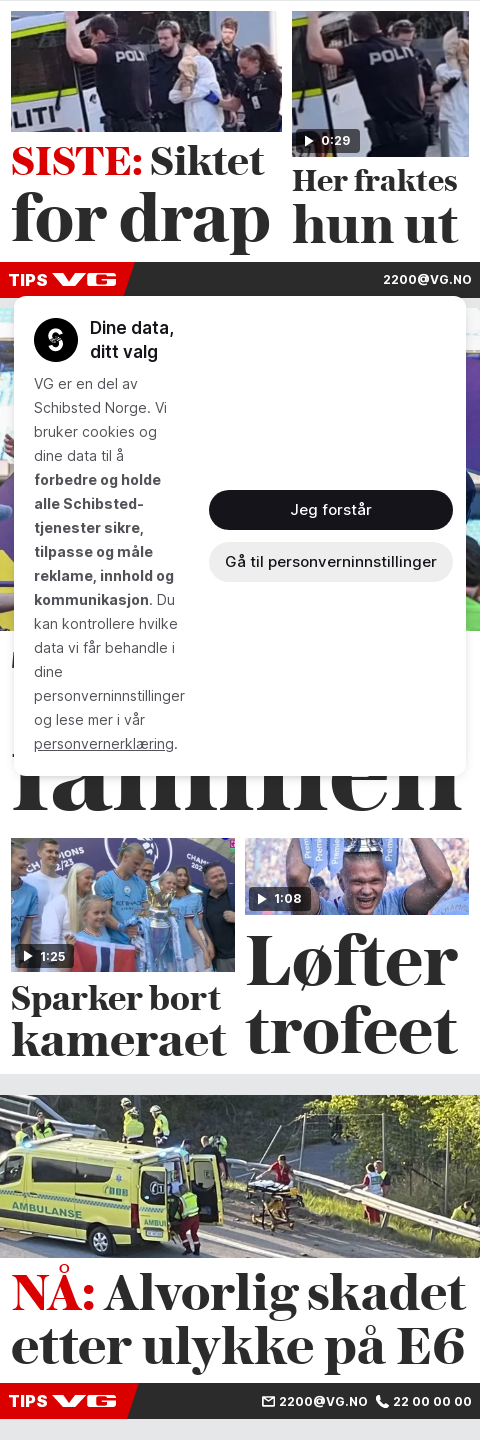 POLITI
SISTE: Siktet
for drap
0:29
Her fraktes
hun ut
TIPS VG
2200@VG.NO
Dine data,
ditt valg
VG er en del av
Schibsted Norge. Vi
bruker cookies og
dine data til å
forbedre og holde
alle Schibsted-
tjenester sikre,
tilpasse og måle
reklame, innhold og
kommunikasjon. Du
kan kontrollere hvilke
data vi får behandle i
dine
personverninnstillinger
og lese mer i vår
personvernerklæring.
Jeg forstår
Gå til personverninnstillinger
1:25
Sparker bort
kameraet
1:08
Løfter
trofeet
AMBULANSE
NÅ: Alvorlig skadet
etter ulykke på E6
TIPS VG
2200@VG.NO 22 00 00 00